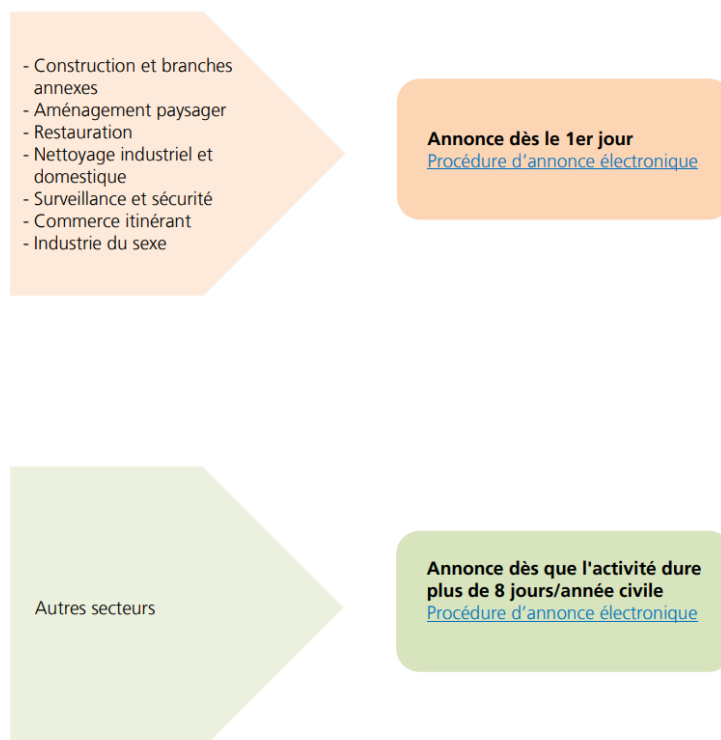 - Construction et branches
annexes
- Aménagement paysager
- Restauration
- Nettoyage industriel et
domestique
- Surveillance et sécurité
- Commerce itinérant
- Industrie du sexe
Annonce dès le 1er jour
Procédure d’annonce électronique
Autres secteurs
Annonce dès que l'activité dure
plus de 8 jours/année civile
Procédure d’annonce électronique